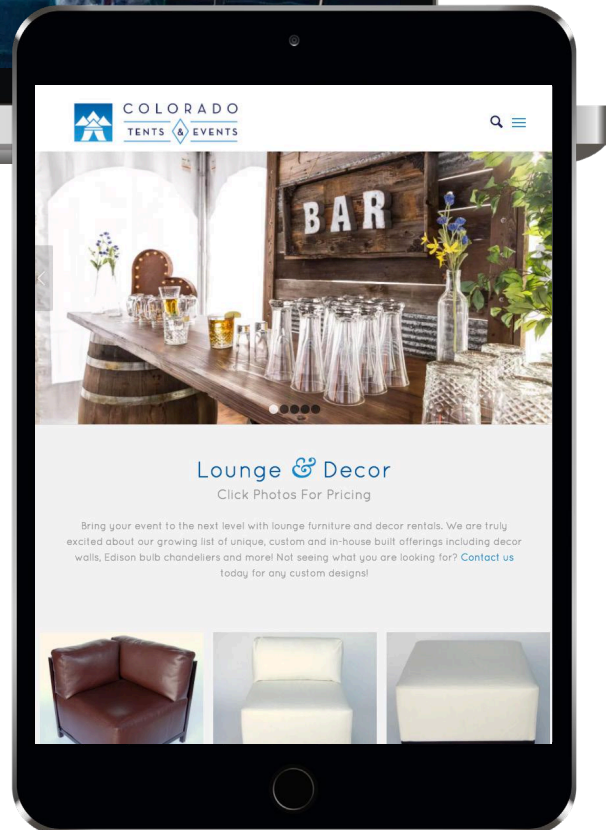 COLORADO
TENTS & EVENTS
BAR
Lounge & Decor
Click Photos For Pricing
Bring your event to the next level with lounge furniture and decor rentals. We are truly
excited about our growing list of unique, custom and in-house built offerings including decor
walls, Edison bulb chandeliers and more! Not seeing what you are looking for? Contact us
today for any custom designs!